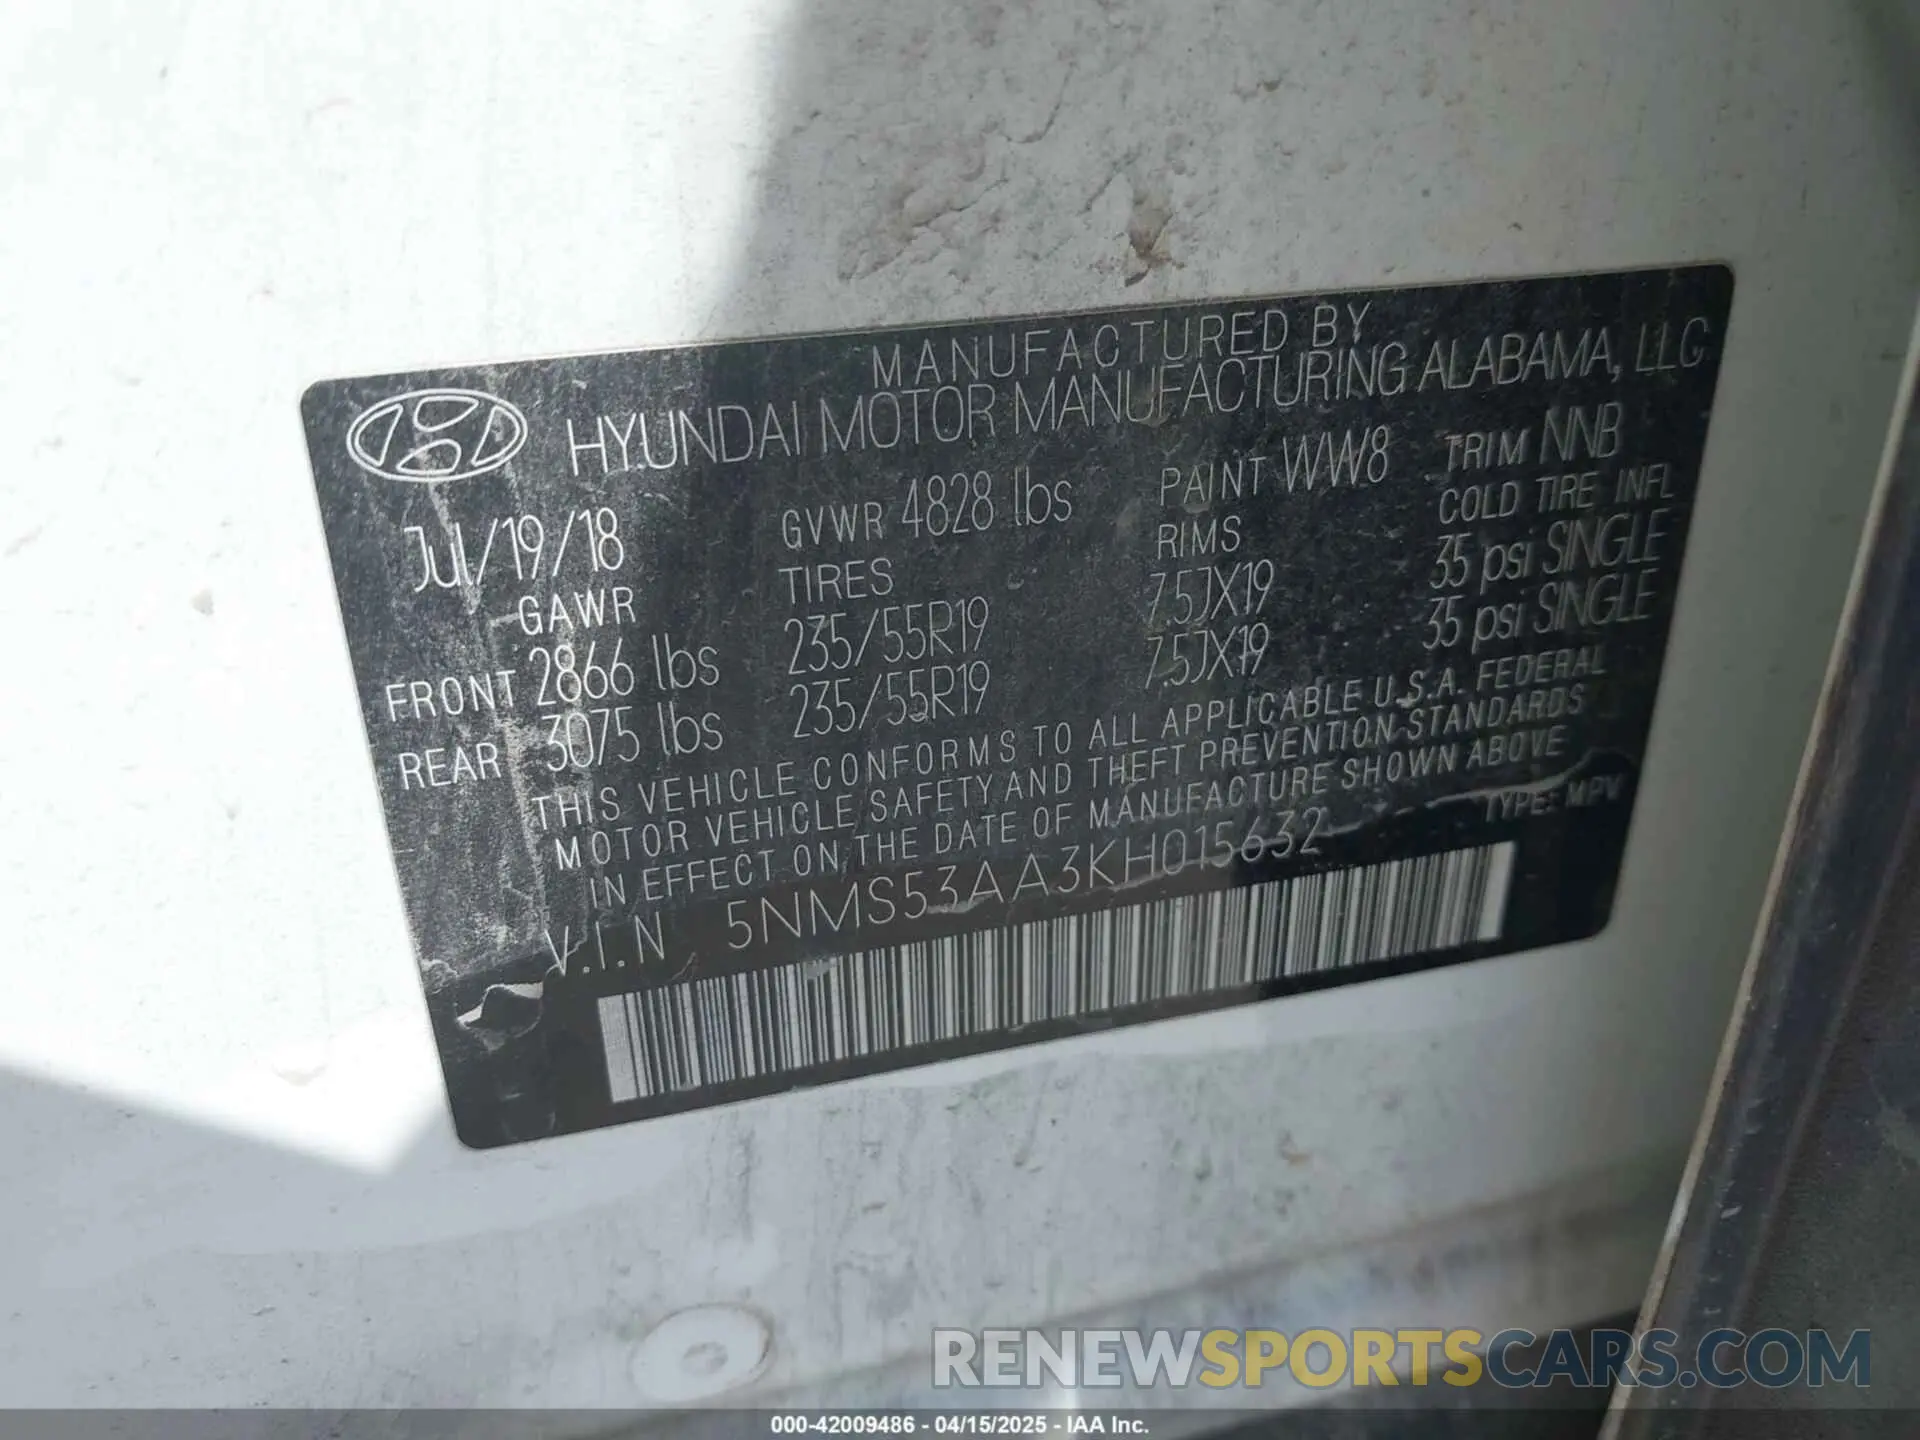 MANUFACTURED BY
HYUNDAI MOTOR MANUFACTURING ALABAMA, LLC
Jul/19/18 GVWR 4828 lbs PAINT WW8 TRIM NNB
GAWR TIRES RIMS COLD TIRE INFL
FRONT 2866 lbs 235/55R19 7.5JX19 35 psi SINGLE
REAR 3075 lbs 235/55R19 7.5JX19 35 psi SINGLE
THIS VEHICLE CONFORMS TO ALL APPLICABLE U.S.A. FEDERAL
MOTOR VEHICLE SAFETY AND THEFT PREVENTION STANDARDS
IN EFFECT ON THE DATE OF MANUFACTURE SHOWN ABOVE
V.I.N 5NMS53AA3KH015632 TYPE: MPV
RENEWSPORTSCARS.COM
000-42009486 - 04/15/2025 - IAA Inc.